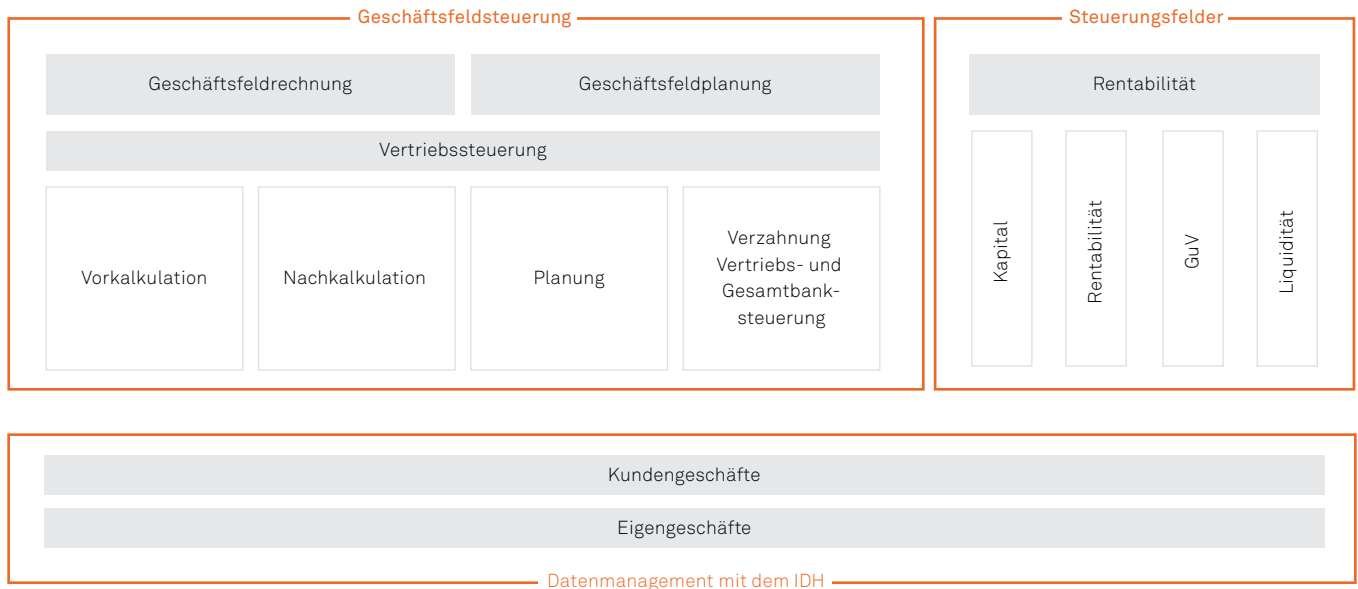 Geschäftsfeldsteuerung
Geschäftsfeldrechnung
Geschäftsfeldplanung
Vertriebssteuerung
Vorkalkulation
Nachkalkulation
Planung
Verzahnung
Vertriebs- und
Gesamtbank-
steuerung
Steuerungsfelder
Rentabilität
Kapital
Rentabilität
GuV
Liquidität
Kundengeschäfte
Eigengeschäfte
Datenmanagement mit dem IDH